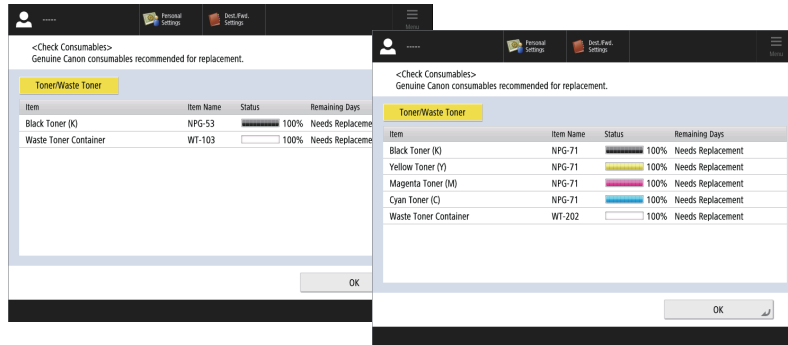 -----
Personal
Settings
Dest./Fwd.
Settings
Menu
<Check Consumables>
Genuine Canon consumables recommended for replacement.
Toner/Waste Toner
Item Item Name Status Remaining Days
Black Toner (K) NPG-53 100% Needs Replaceme
Waste Toner Container WT-103 100% Needs Replaceme
OK
-----
Personal
Settings
Dest./Fwd.
Settings
Menu
<Check Consumables>
Genuine Canon consumables recommended for replacement.
Toner/Waste Toner
Item Item Name Status Remaining Days
Black Toner (K) NPG-71 100% Needs Replacement
Yellow Toner (Y) NPG-71 100% Needs Replacement
Magenta Toner (M) NPG-71 100% Needs Replacement
Cyan Toner (C) NPG-71 100% Needs Replacement
Waste Toner Container WT-202 100% Needs Replacement
OK